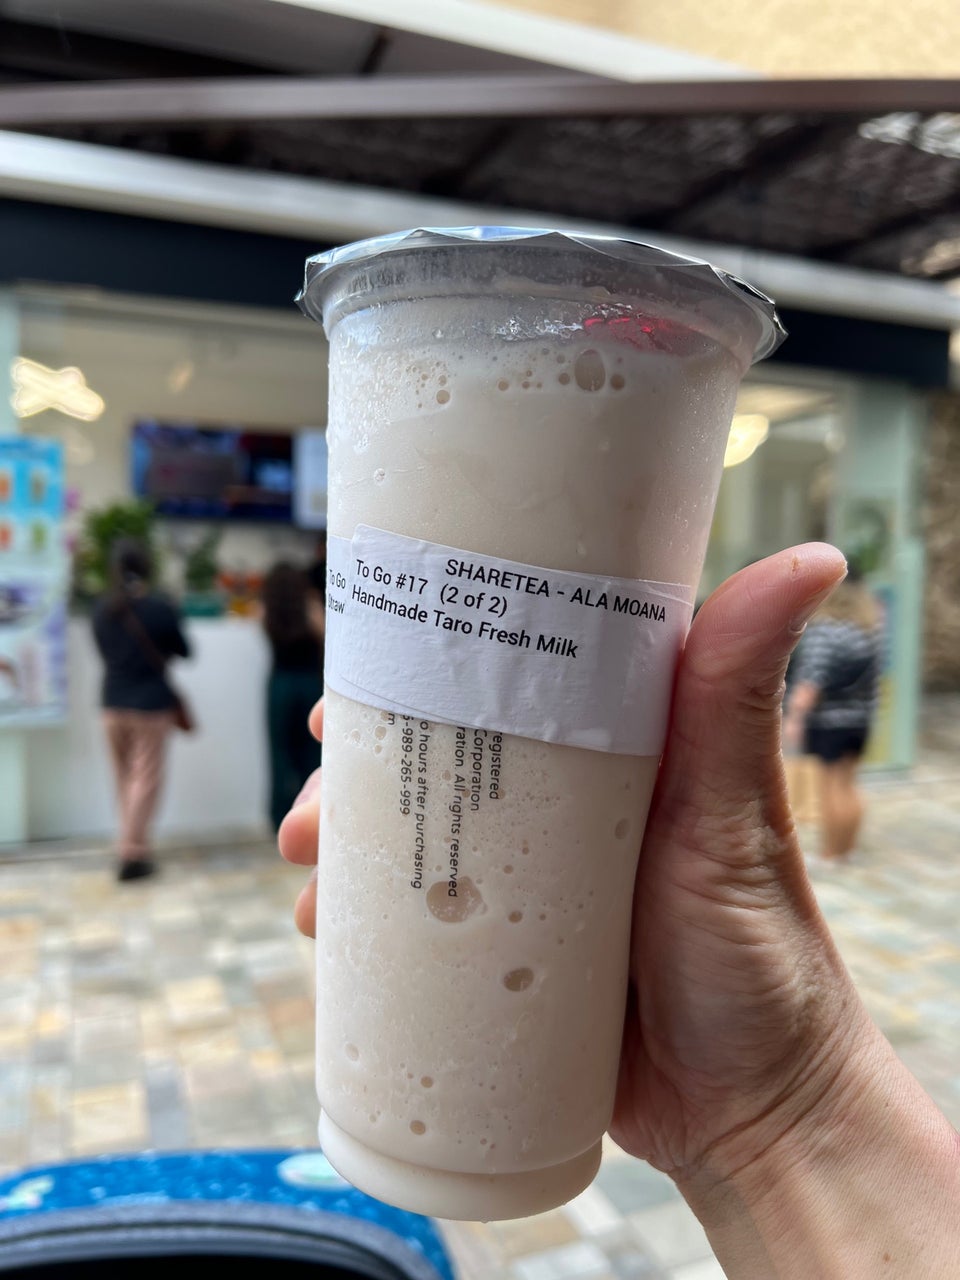 SHARETEA - ALA MOANA
To Go #17 (2 of 2)
Handmade Taro Fresh Milk
To Go
Straw
egistered
Corporation
ration. All rights reserved
o hours after purchasing
-989-265-999
m